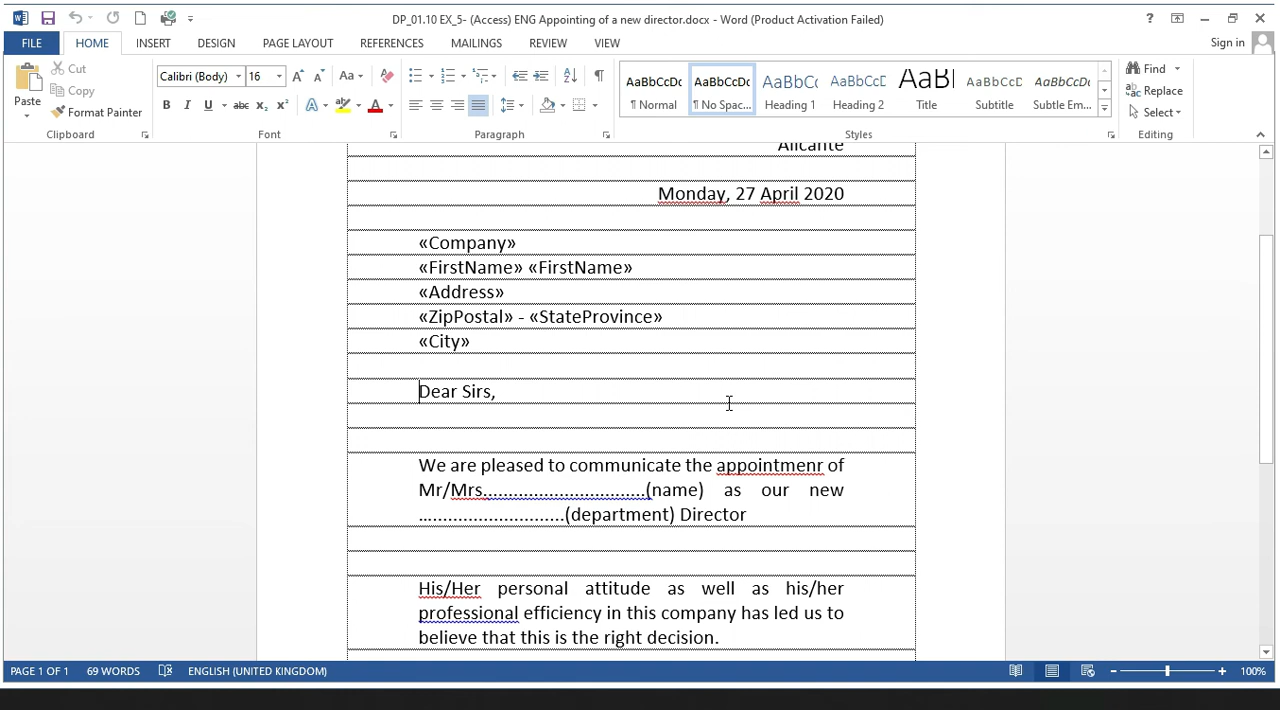 DP_01.10 EX_5- (Access) ENG Appointing of a new director.docx - Word (Product Activation Failed)
FILE HOME INSERT DESIGN PAGE LAYOUT REFERENCES MAILINGS REVIEW VIEW Sign in
Paste
Cut
Copy
Format Painter
Calibri (Body) 16 Aa
B I U abc X₂ X² A A
AaBbCcDc AaBbCcDc AaBbC AaBbCcD AaBl AaBbCcD AaBbCcDc
¶ Normal ¶ No Spac... Heading 1 Heading 2 Title Subtitle Subtle Em...
Find
Replace
Select
Clipboard Font Paragraph Styles Editing
Alicante
Monday, 27 April 2020
«Company»
«FirstName» «FirstName»
«Address»
«ZipPostal» - «StateProvince»
«City»
Dear Sirs,
We are pleased to communicate the appointmenr of
Mr/Mrs................................(name) as our new
.............................(department) Director
His/Her personal attitude as well as his/her
professional efficiency in this company has led us to
believe that this is the right decision.
PAGE 1 OF 1 69 WORDS ENGLISH (UNITED KINGDOM) 100%